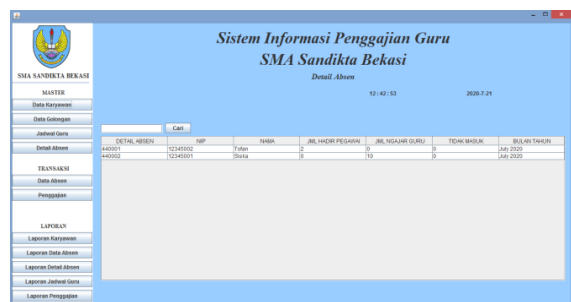 Sistem Informasi Penggajian Guru
SMA Sandikta Bekasi
Detail Absen
12:42:53 2020-7-21
SMA SANDIKTA BEKASI
MASTER
Data Karyawan
Data Golongan
Jadwal Guru
Detail Absen
TRANSAKSI
Data Absen
Penggajian
LAPORAN
Laporan Karyawan
Laporan Data Absen
Laporan Detail Absen
Laporan Jadwal Guru
Laporan Penggajian
Cari
DETAIL ABSEN NIP NAMA JML HADIR PEGAWAI JML NGAJAR GURU TIDAK MASUK BULAN TAHUN
440001 12345002 Tofan 2 0 0 July 2020
440002 12345001 Siska 0 10 0 July 2020